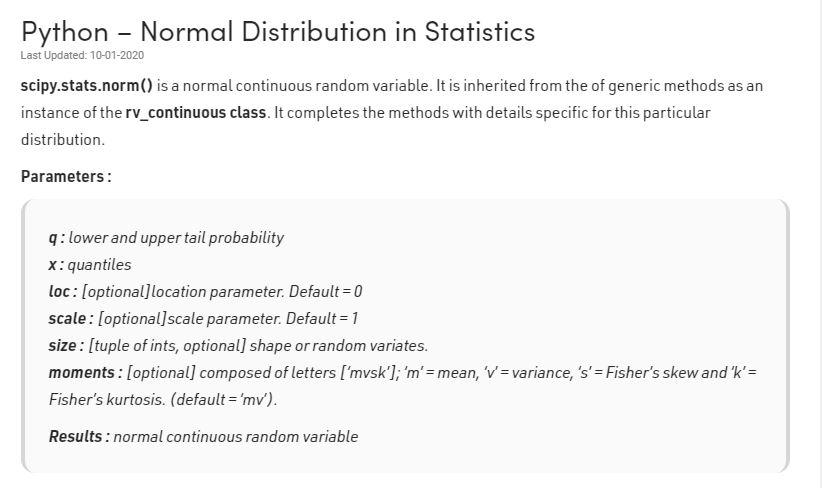 Python – Normal Distribution in Statistics
Last Updated: 10-01-2020
scipy.stats.norm() is a normal continuous random variable. It is inherited from the of generic methods as an
instance of the rv_continuous class. It completes the methods with details specific for this particular
distribution.
Parameters :
q : lower and upper tail probability
x : quantiles
loc : [optional]location parameter. Default = 0
scale : [optional]scale parameter. Default = 1
size : [tuple of ints, optional] shape or random variates.
moments : [optional] composed of letters [‘mvsk’]; ‘m’ = mean, ‘v’ = variance, ‘s’ = Fisher’s skew and ‘k’ =
Fisher’s kurtosis. (default = ‘mv’).
Results : normal continuous random variable